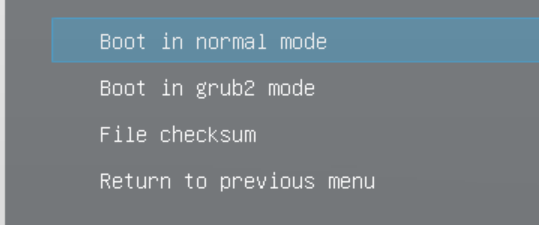 Boot in normal mode
Boot in grub2 mode
File checksum
Return to previous menu